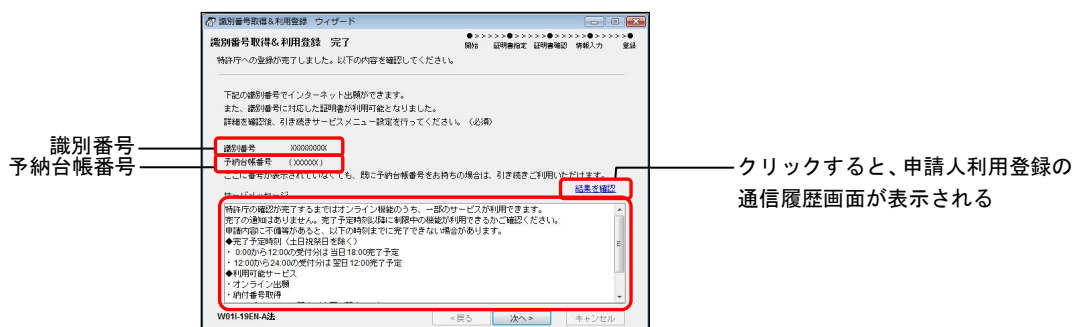 識別番号取得&利用登録 ウィザード
識別番号取得&利用登録 完了
●>>>>>●>>>>>●>>>>>●>>>>>●
開始 証明書指定 証明書確認 情報入力 登録
特許庁への登録が完了しました。以下の内容を確認してください。
下記の識別番号でインターネット出願ができます。
また、識別番号に対応した証明書が利用可能となりました。
詳細を確認後、引き続きサービスメニュー設定を行ってください。（必須）
識別番号
識別番号 XXXXXXXXX
予納台帳番号
予納台帳番号 （XXXXXX）
ここに番号が表示されていなくても、既に予納台帳番号をお持ちの場合は、引き続きご利用いただけます。
結果を確認
クリックすると、申請人利用登録の
通信履歴画面が表示される
サーバメッセージ
特許庁の確認が完了するまではオンライン機能のうち、一部のサービスが利用できます。
完了の通知はありません。完了予定時刻以降に制限中の機能が利用できるかご確認ください。
申請内容に不備等があると、以下の時刻までに完了できない場合があります。
◆完了予定時刻（土日祝祭日を除く）
・ 0:00から12:00の受付分は当日18:00完了予定
・ 12:00から24:00の受付分は翌日12:00完了予定
◆利用可能サービス
・オンライン出願
・納付番号取得
W01I-19EN-A法
<戻る 次へ> キャンセル